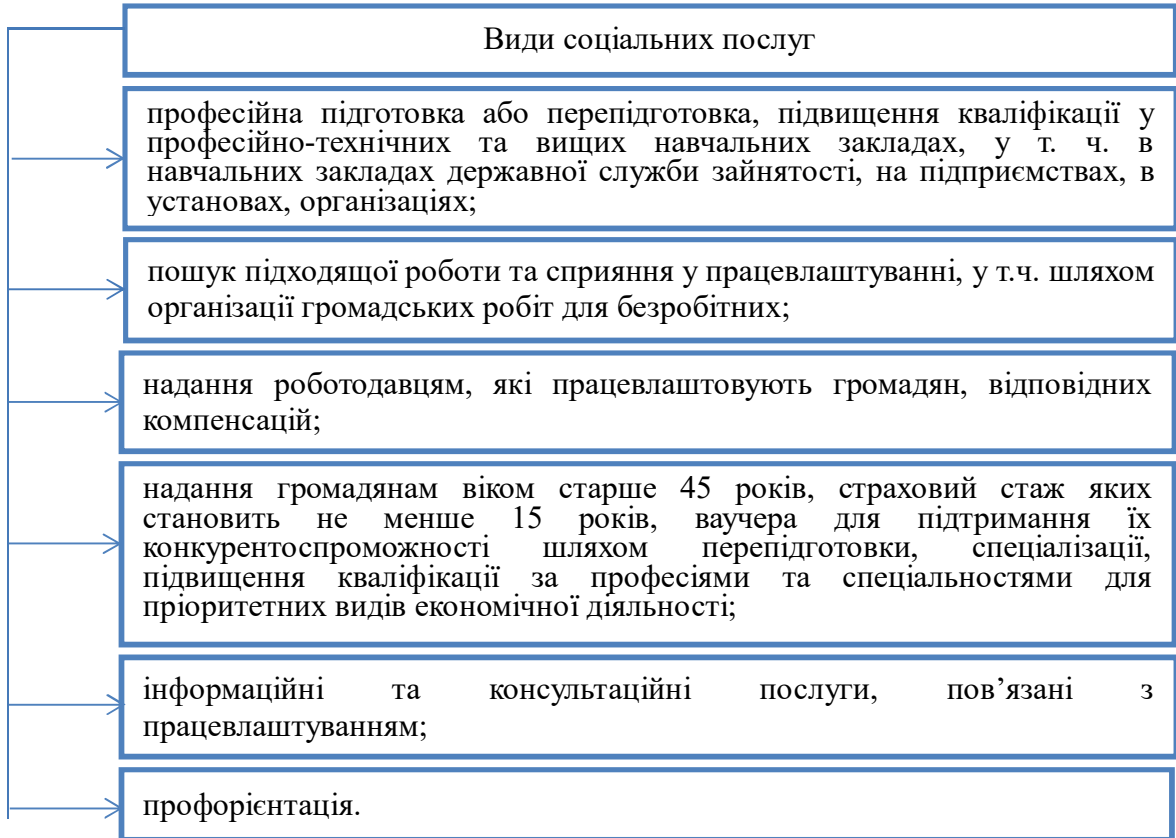 Види соціальних послуг
професійна підготовка або перепідготовка, підвищення кваліфікації у
професійно-технічних та вищих навчальних закладах, у т. ч. в
навчальних закладах державної служби зайнятості, на підприємствах, в
установах, організаціях;
пошук підходящої роботи та сприяння у працевлаштуванні, у т.ч. шляхом
організації громадських робіт для безробітних;
надання роботодавцям, які працевлаштовують громадян, відповідних
компенсацій;
надання громадянам віком старше 45 років, страховий стаж яких
становить не менше 15 років, ваучера для підтримання їх
конкурентоспроможності шляхом перепідготовки, спеціалізації,
підвищення кваліфікації за професіями та спеціальностями для
пріоритетних видів економічної діяльності;
інформаційні та консультаційні послуги, пов’язані з
працевлаштуванням;
профорієнтація.